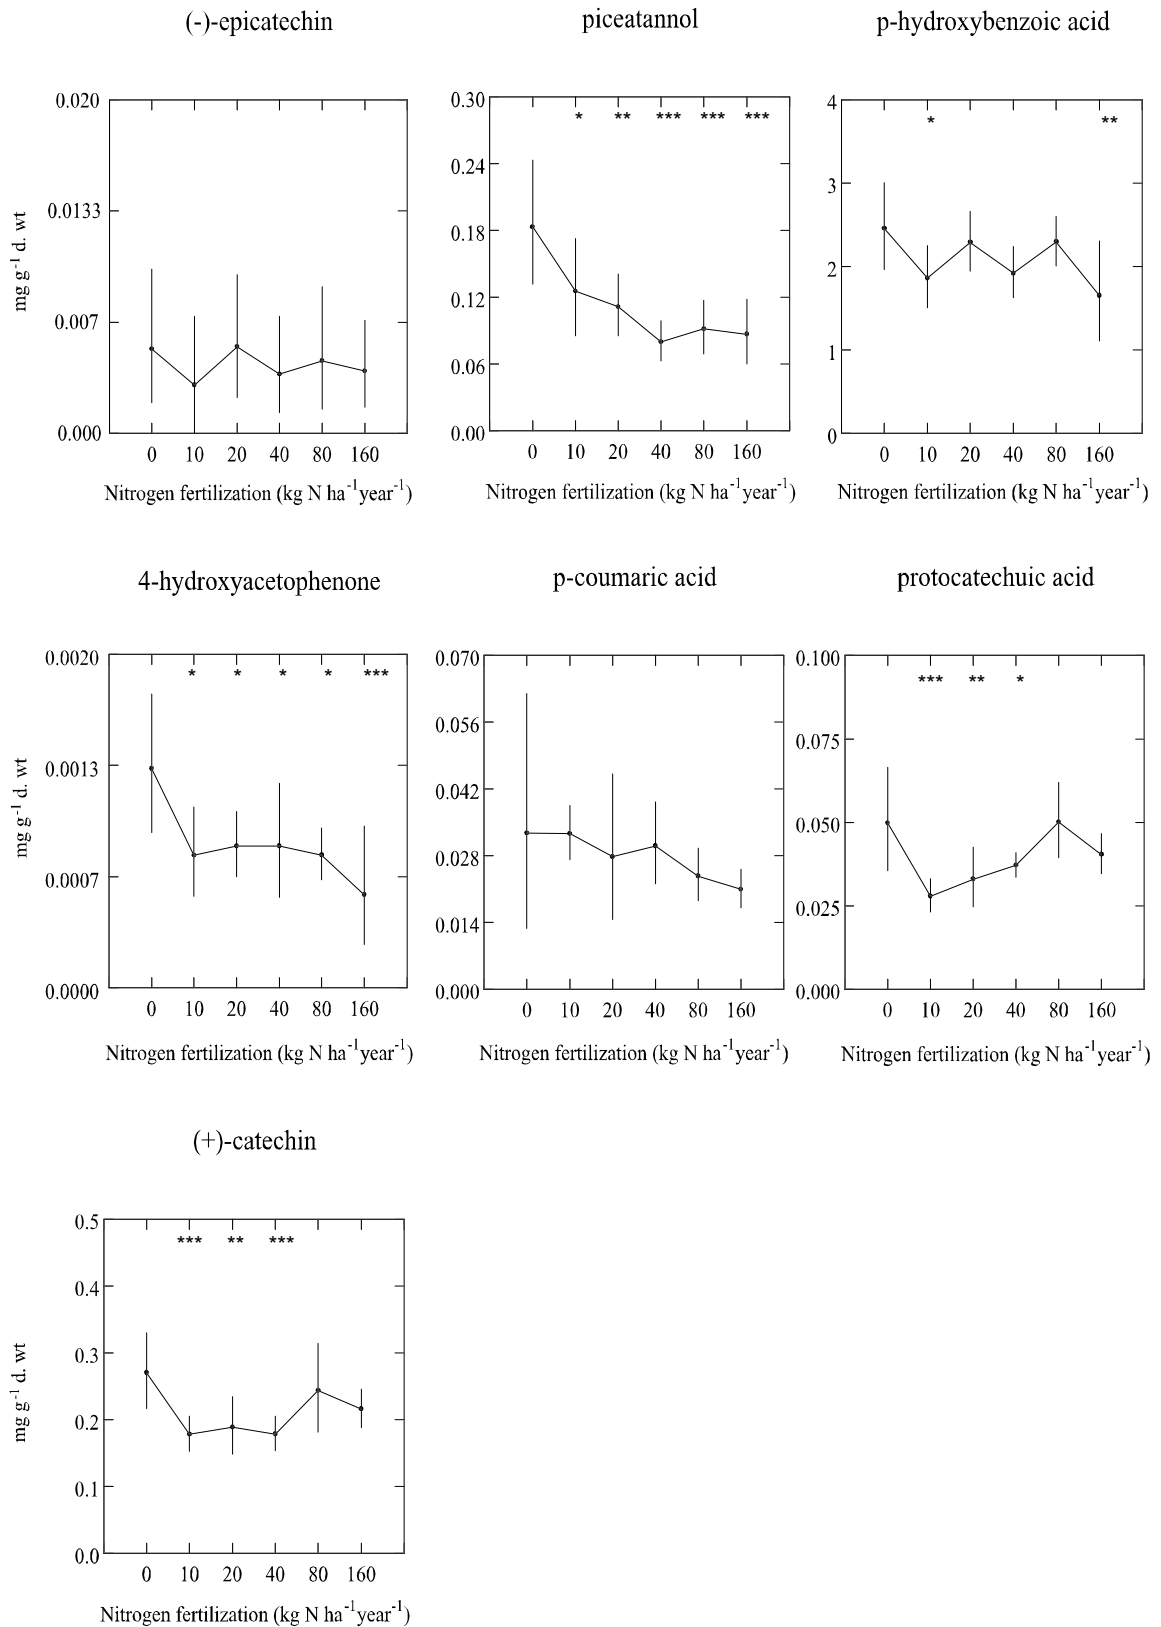 (-)-epicatechin
piceatannol
p-hydroxybenzoic acid
mg g-1 d. wt
0.020
0.0133
0.007
0.000
0 10 20 40 80 160
Nitrogen fertilization (kg N ha-1year-1)
0.30
* ** *** *** ***
0.24
0.18
0.12
0.06
0.00
0 10 20 40 80 160
Nitrogen fertilization (kg N ha-1year-1)
4
* **
3
2
1
0
0 10 20 40 80 160
Nitrogen fertilization (kg N ha-1year-1)
4-hydroxyacetophenone
p-coumaric acid
protocatechuic acid
mg g-1 d. wt
0.0020
* * * * ***
0.0013
0.0007
0.0000
0 10 20 40 80 160
Nitrogen fertilization (kg N ha-1year-1)
0.070
0.056
0.042
0.028
0.014
0.000
0 10 20 40 80 160
Nitrogen fertilization (kg N ha-1year-1)
0.100
*** ** *
0.075
0.050
0.025
0.000
0 10 20 40 80 160
Nitrogen fertilization (kg N ha-1year-1)
(+)-catechin
mg g-1 d. wt
0.5
*** ** ***
0.4
0.3
0.2
0.1
0.0
0 10 20 40 80 160
Nitrogen fertilization (kg N ha-1year-1)